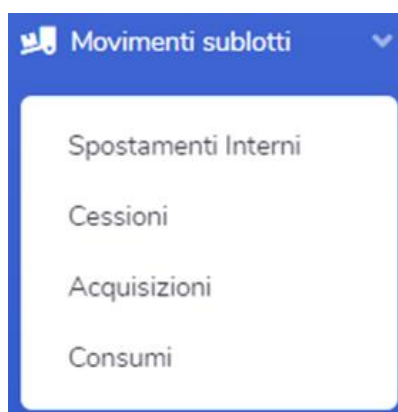 Movimenti sublotti
Spostamenti Interni
Cessioni
Acquisizioni
Consumi